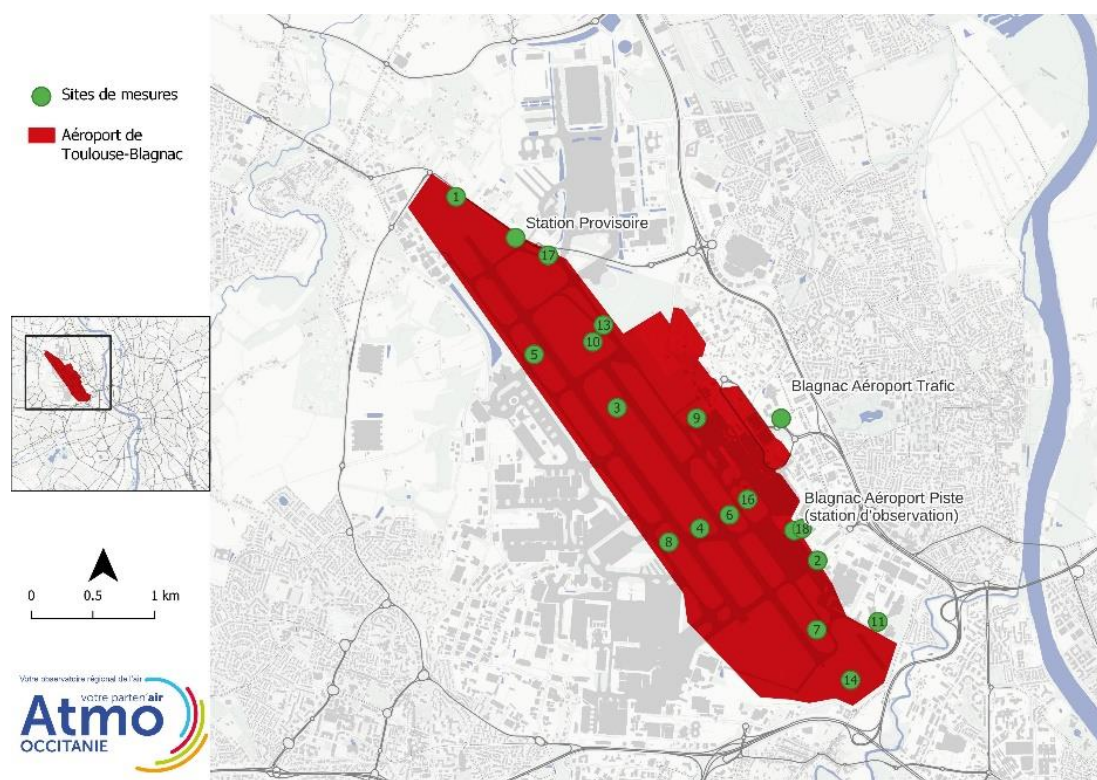 Sites de mesures
Aéroport de
Toulouse-Blagnac
0 0.5 1 km
Votre observatoire régional de l'air
votre parten'air
Atmo
OCCITANIE
1
Station Provisoire
17
13
10
5
3
Blagnac Aéroport Trafic
9
Blagnac Aéroport Piste
(station d'observation)
16
6
4
18
8
2
11
7
14